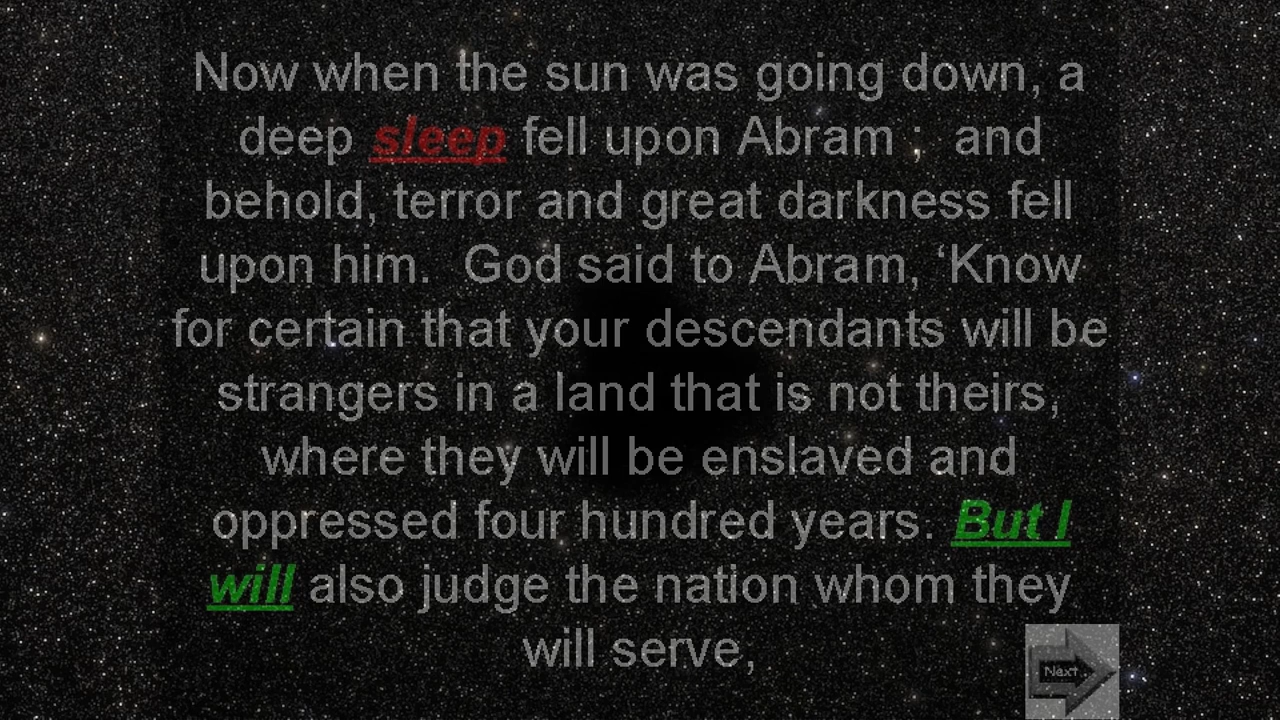 Now when the sun was going down, a
deep sleep fell upon Abram ;  and
behold, terror and great darkness fell
upon him.  God said to Abram, ‘Know
for certain that your descendants will be
strangers in a land that is not theirs,
where they will be enslaved and
oppressed four hundred years. But I
will also judge the nation whom they
will serve,
Next..